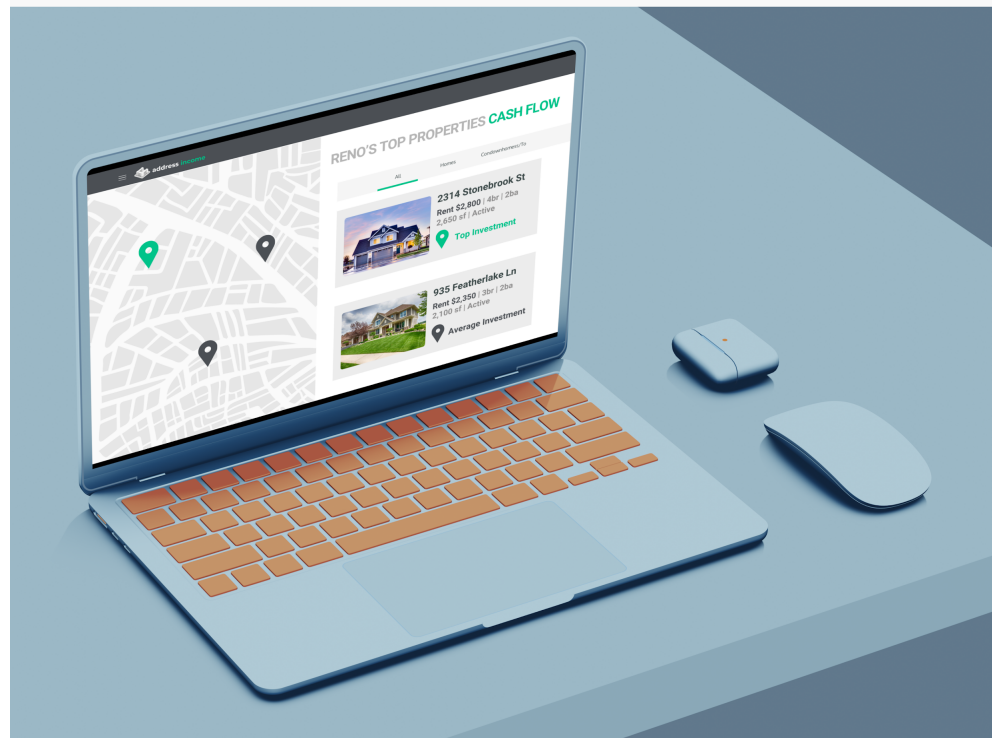 address income
RENO'S TOP PROPERTIES CASH FLOW
All
Homes
2314 Stonebrook St
Rent $2,800 | 4br | 2ba
2,650 sf | Active
Top Investment
935 Featherlake Ln
Rent $2,350 | 3br | 2ba
2,100 sf | Active
Average Investment